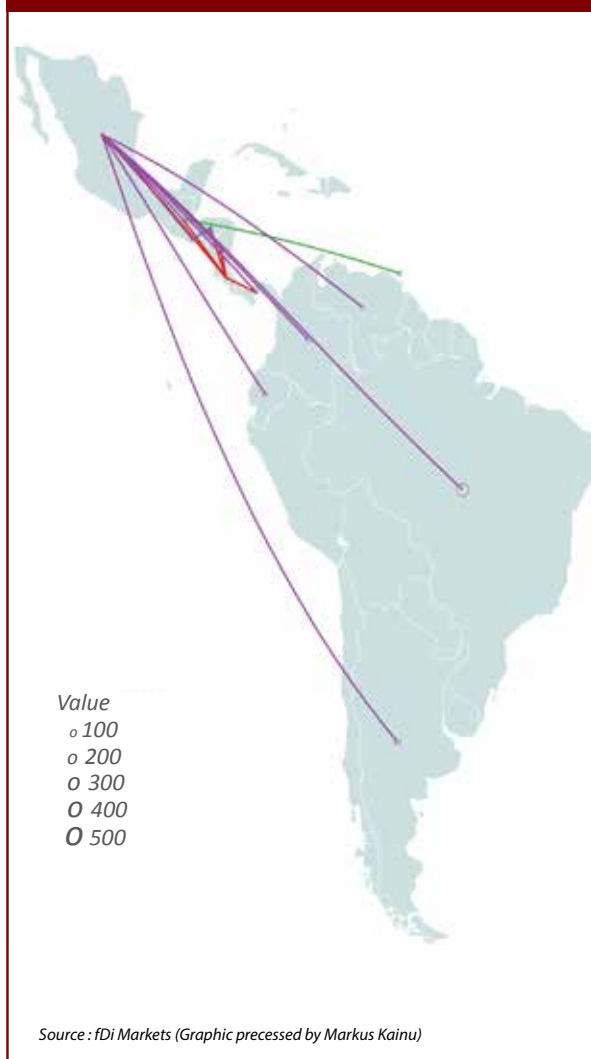 Value
o 100
o 200
o 300
o 400
O 500
Source : fDi Markets (Graphic precessed by Markus Kainu)